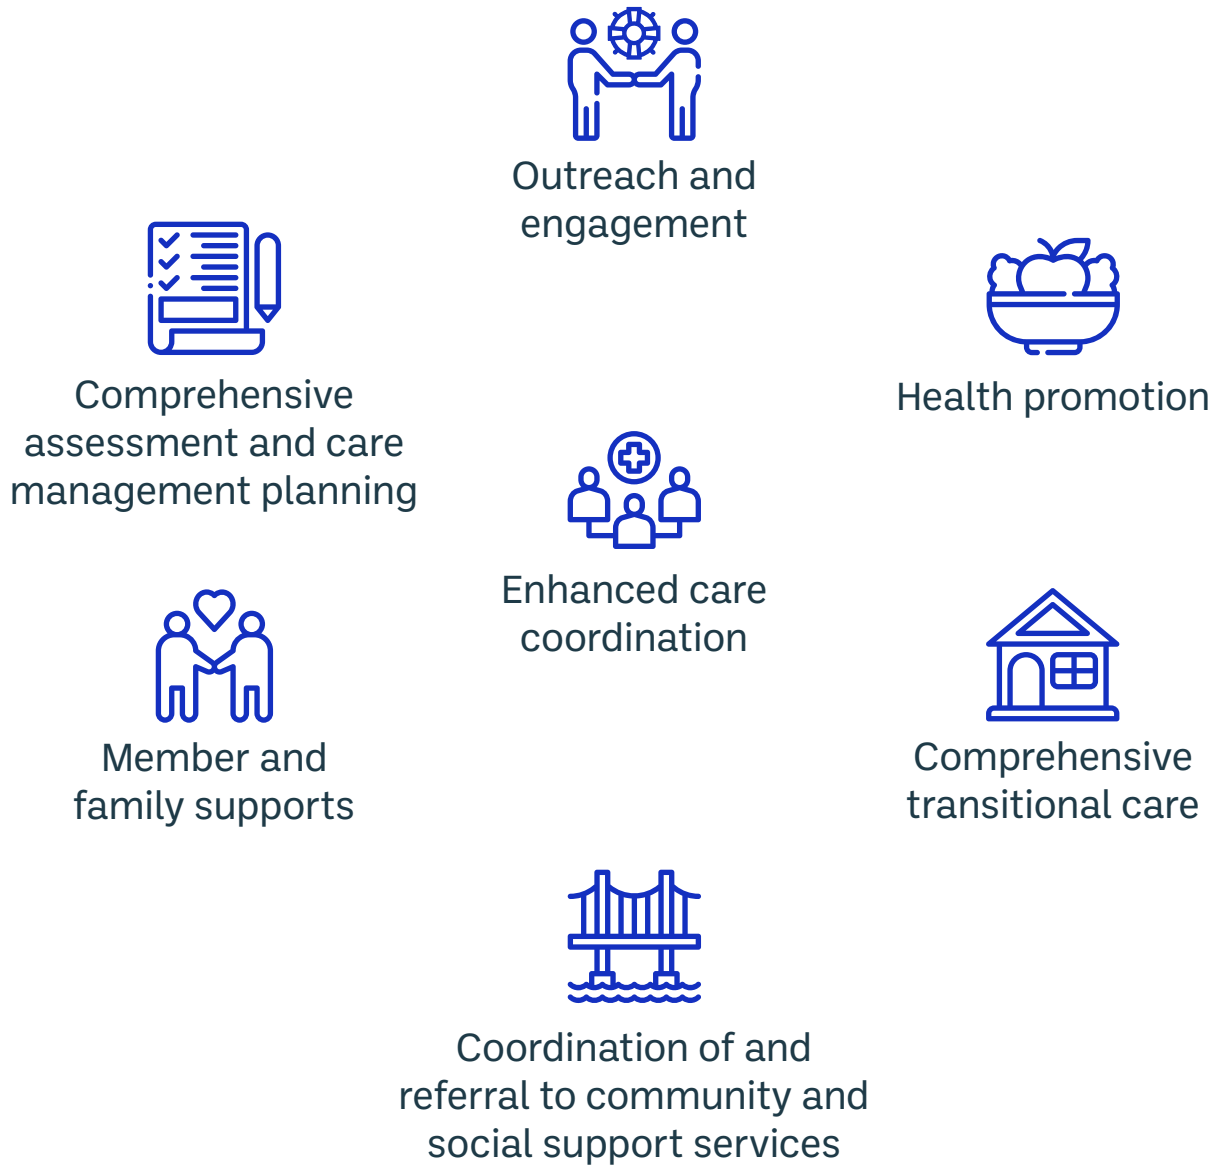 Outreach and
engagement
Comprehensive
assessment and care
management planning
Health promotion
Enhanced care
coordination
Member and
family supports
Comprehensive
transitional care
Coordination of and
referral to community and
social support services